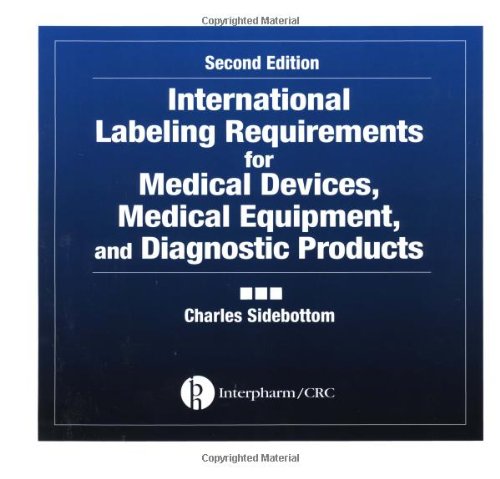 Copyrighted Material
Second Edition
International
Labeling Requirements
for
Medical Devices,
Medical Equipment,
and Diagnostic Products
Charles Sidebottom
Interpharm/CRC
Copyrighted Material